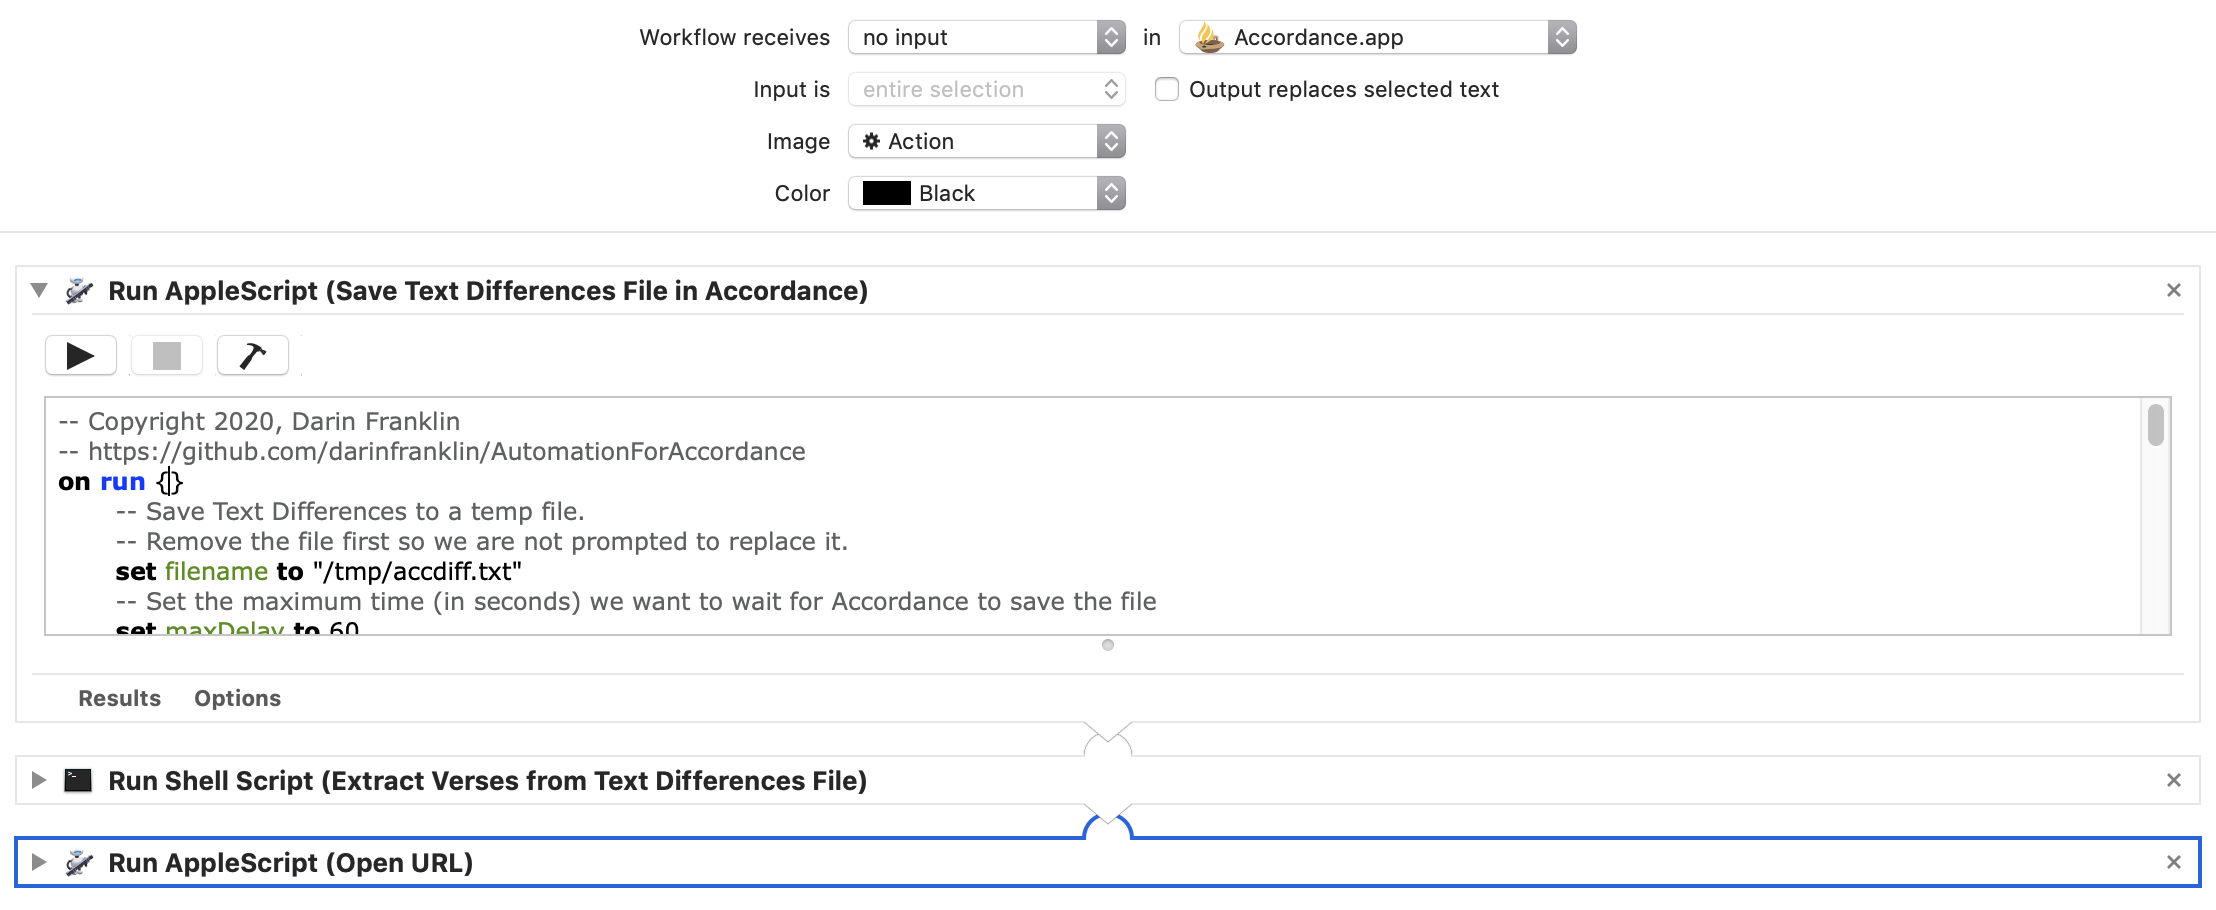 Workflow receives no input in Accordance.app
Input is entire selection Output replaces selected text
Image Action
Color Black
Run AppleScript (Save Text Differences File in Accordance)
-- Copyright 2020, Darin Franklin
-- https://github.com/darinfranklin/AutomationForAccordance
on run {}
-- Save Text Differences to a temp file.
-- Remove the file first so we are not prompted to replace it.
set filename to "/tmp/accdiff.txt"
-- Set the maximum time (in seconds) we want to wait for Accordance to save the file
set maxDelay to 60
Results Options
Run Shell Script (Extract Verses from Text Differences File)
Run AppleScript (Open URL)